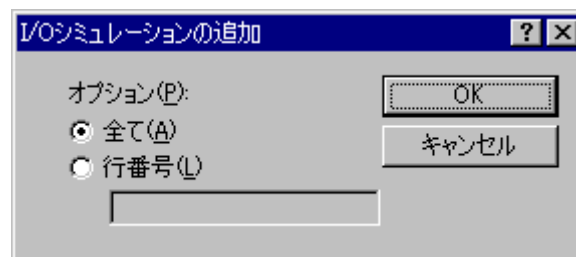 I/Oシミュレーションの追加
オプション(P):
全て(A)
行番号(L)
OK
キャンセル